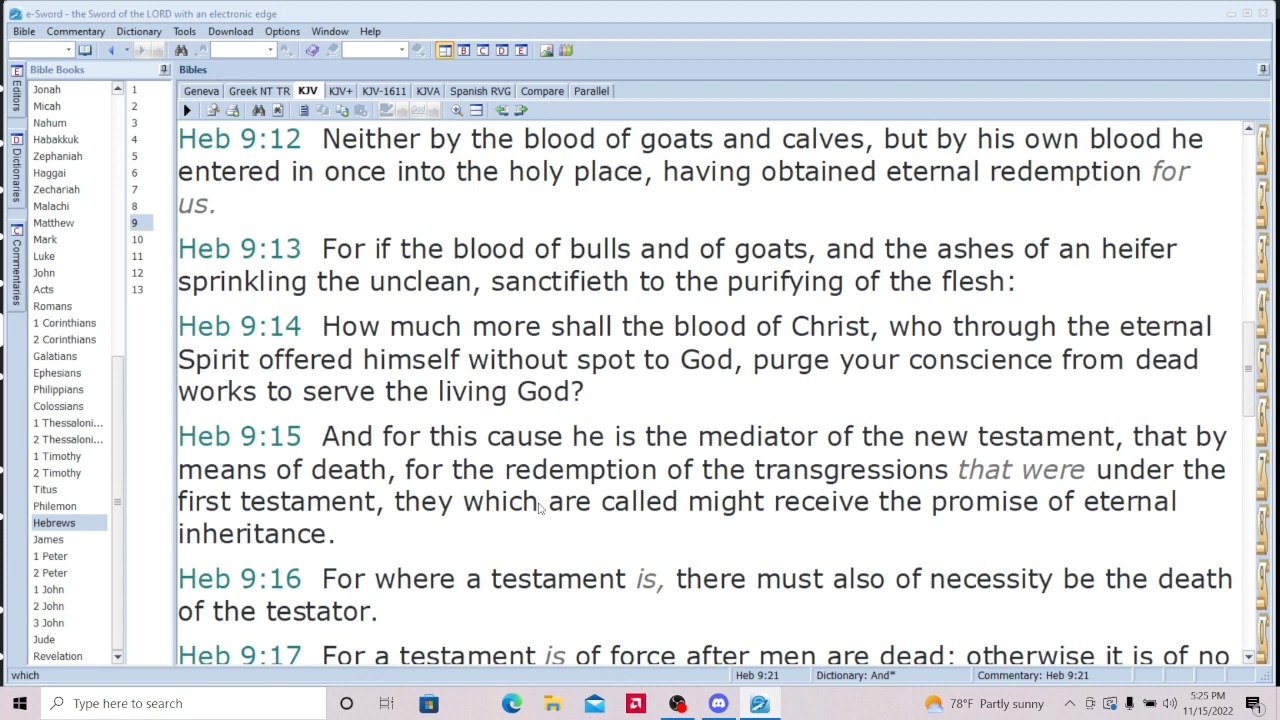 e-Sword - the Sword of the LORD with an electronic edge
Bible Commentary Dictionary Tools Download Options Window Help
Bible Books
Bibles
Editors
Dictionaries
Commentaries
Jonah
Micah
Nahum
Habakkuk
Zephaniah
Haggai
Zechariah
Malachi
Matthew
Mark
Luke
John
Acts
Romans
1 Corinthians
2 Corinthians
Galatians
Ephesians
Philippians
Colossians
1 Thessaloni...
2 Thessaloni...
1 Timothy
2 Timothy
Titus
Philemon
Hebrews
James
1 Peter
2 Peter
1 John
2 John
3 John
Jude
Revelation
1
2
3
4
5
6
7
8
9
10
11
12
13
Geneva Greek NT TR KJV KJV+ KJV-1611 KJVA Spanish RVG Compare Parallel
Heb 9:12 Neither by the blood of goats and calves, but by his own blood he
entered in once into the holy place, having obtained eternal redemption for
us.
Heb 9:13 For if the blood of bulls and of goats, and the ashes of an heifer
sprinkling the unclean, sanctifieth to the purifying of the flesh:
Heb 9:14 How much more shall the blood of Christ, who through the eternal
Spirit offered himself without spot to God, purge your conscience from dead
works to serve the living God?
Heb 9:15 And for this cause he is the mediator of the new testament, that by
means of death, for the redemption of the transgressions that were under the
first testament, they which are called might receive the promise of eternal
inheritance.
Heb 9:16 For where a testament is, there must also of necessity be the death
of the testator.
Heb 9:17 For a testament is of force after men are dead: otherwise it is of no
which
Heb 9:21 Dictionary: And* Commentary: Heb 9:21
Type here to search
78°F Partly sunny
5:25 PM
11/15/2022